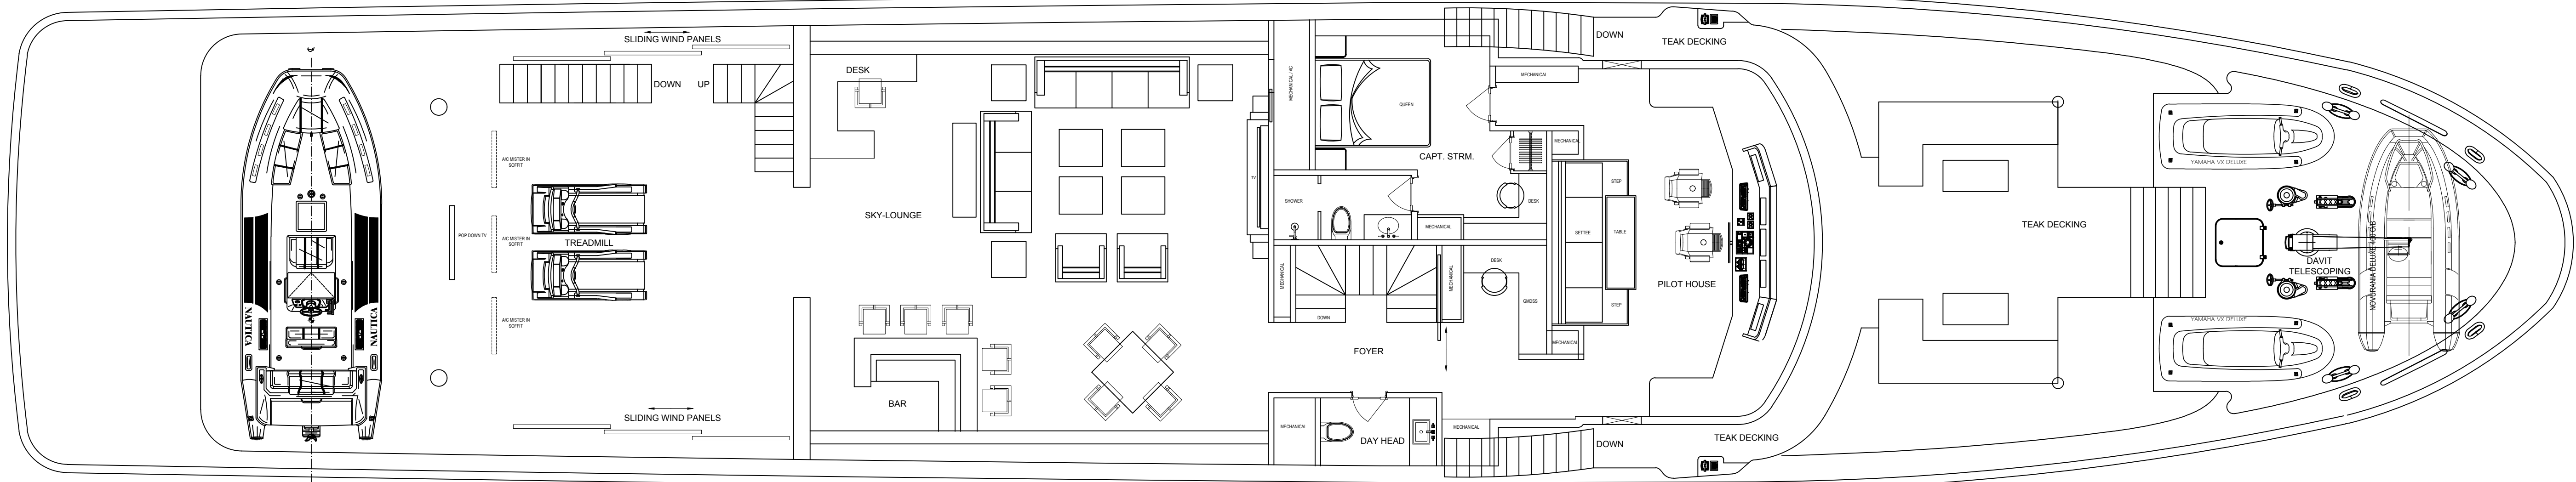 SLIDING WIND PANELS
DOWN
UP
DESK
A/C MISTER IN
SOFFIT
A/C MISTER IN
SOFFIT
A/C MISTER IN
SOFFIT
POP DOWN TV
TREADMILL
NAUTICA
NAUTICA
SLIDING WIND PANELS
SKY-LOUNGE
BAR
TV
MECHANICAL / AC
QUEEN
CAPT. STRM.
SHOWER
MECHANICAL
MECHANICAL
DOWN
MECHANICAL
FOYER
MECHANICAL
DAY HEAD
MECHANICAL
DOWN
TEAK DECKING
MECHANICAL
MECHANICAL
DESK
DESK
GMDSS
SETTEE
STEP
TABLE
STEP
MECHANICAL
PILOT HOUSE
DOWN
TEAK DECKING
TEAK DECKING
YAMAHA VX DELUXE
DAVIT
TELESCOPING
NOVORANIA DELUXE 460 O/B
YAMAHA VX DELUXE